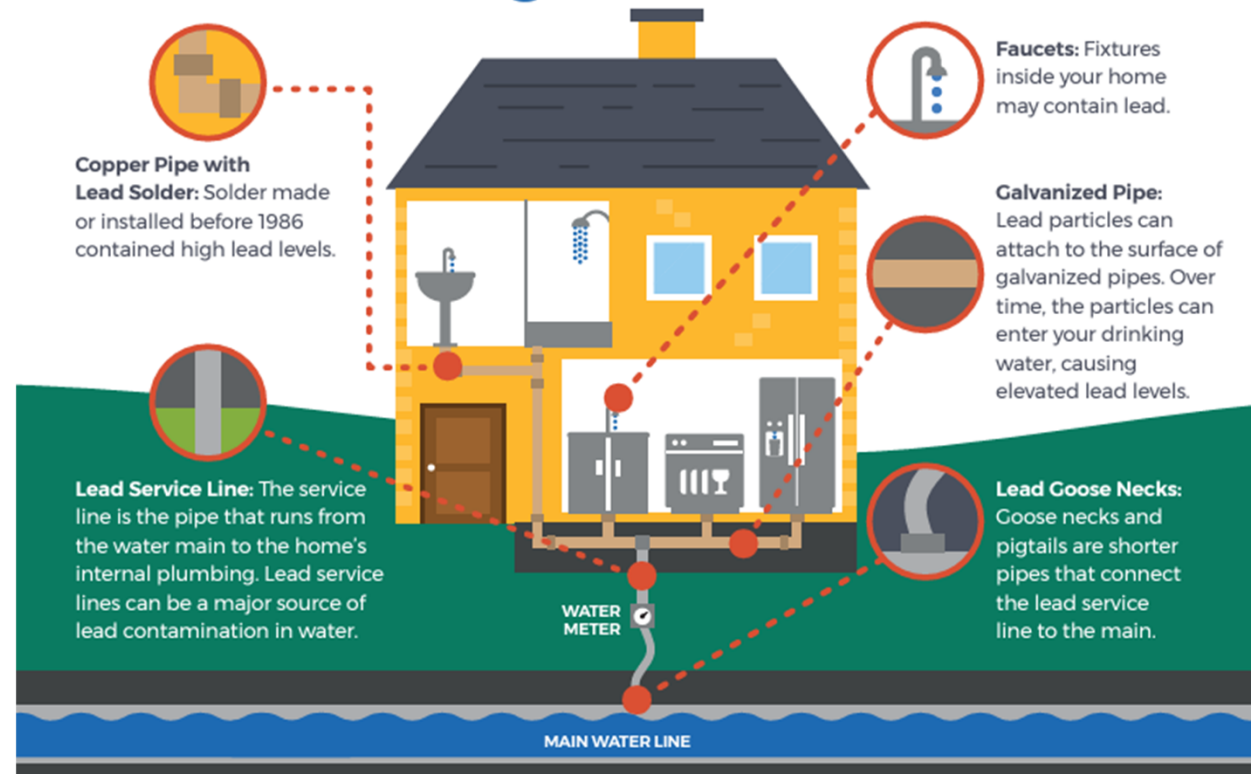 Copper Pipe with
Lead Solder: Solder made
or installed before 1986
contained high lead levels.
Lead Service Line: The service
line is the pipe that runs from
the water main to the home's
internal plumbing. Lead service
lines can be a major source of
lead contamination in water.
Faucets: Fixtures
inside your home
may contain lead.
Galvanized Pipe:
Lead particles can
attach to the surface of
galvanized pipes. Over
time, the particles can
enter your drinking
water, causing
elevated lead levels.
Lead Goose Necks:
Goose necks and
pigtails are shorter
pipes that connect
the lead service
line to the main.
WATER
METER
MAIN WATER LINE